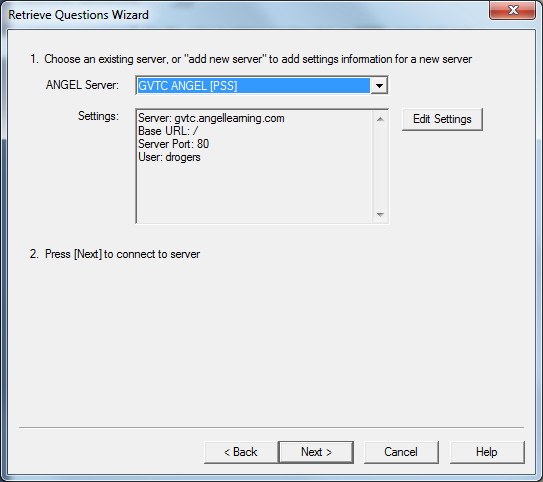 Retrieve Questions Wizard
1. Choose an existing server, or "add new server" to add settings information for a new server
ANGEL Server: GVTC ANGEL [PSS]
Settings:
Server: gvtc.angellearning.com
Base URL: /
Server Port: 80
User: drogers
Edit Settings
2. Press [Next] to connect to server
< Back Next > Cancel Help